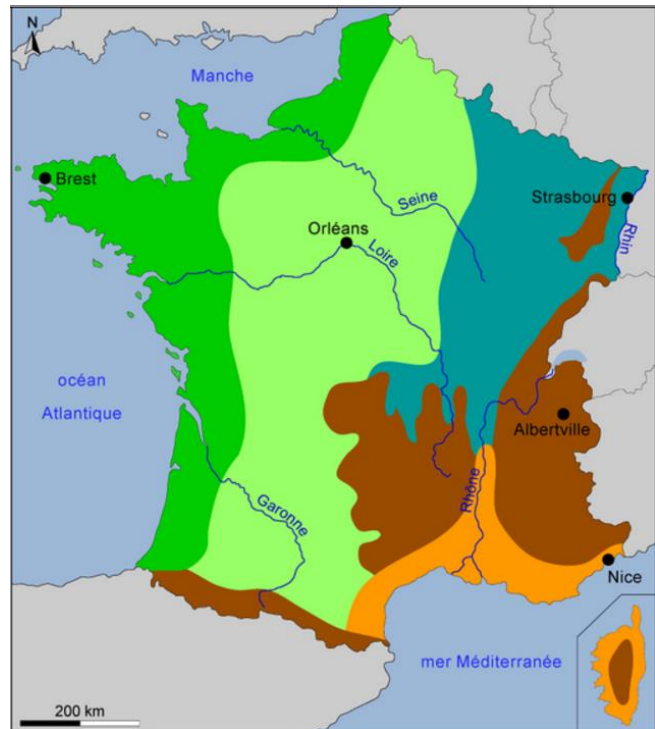 N
Manche
Brest
Strasbourg
Seine
Rhin
Orléans
Loire
océan
Atlantique
Albertville
Rhône
Garonne
Nice
mer Méditerranée
200 km